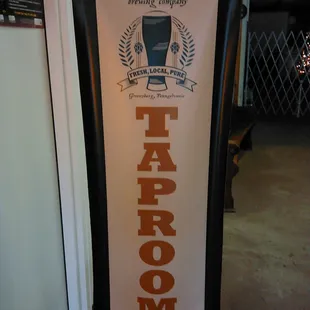 Brewing Company
FRESH, LOCAL, PURE
TAPROOM